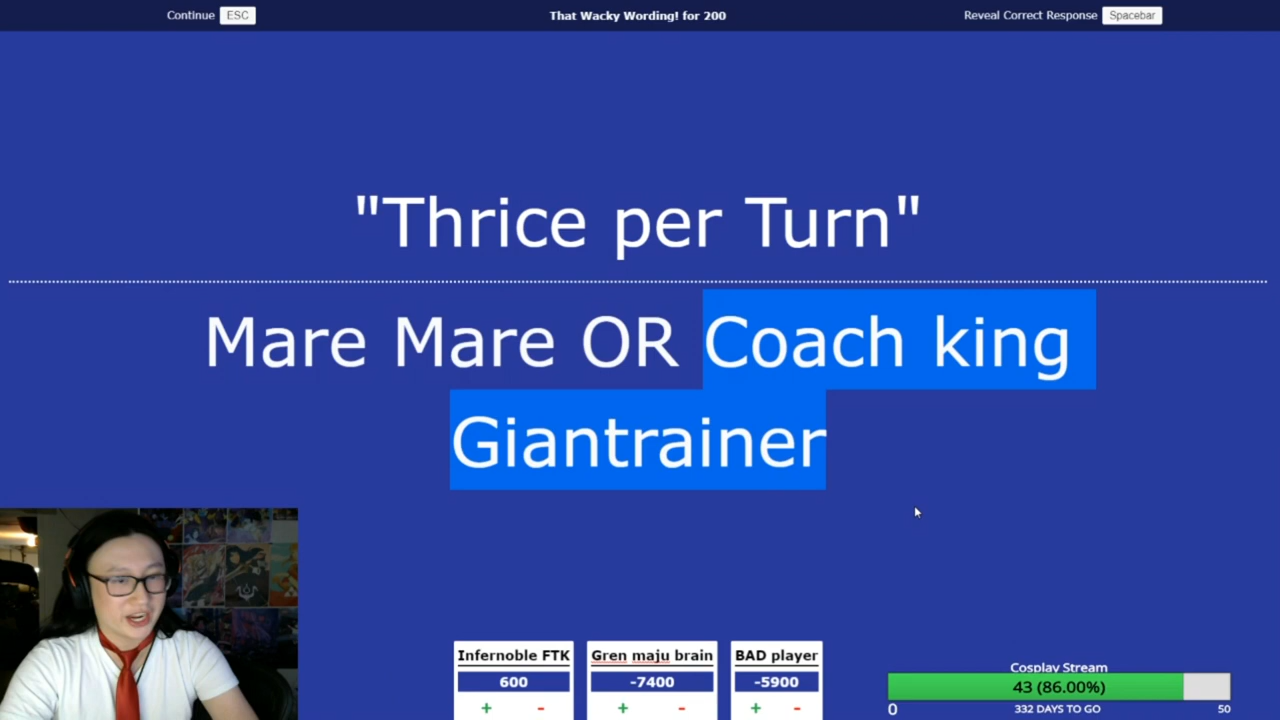 Continue ESC That Wacky Wording! for 200 Reveal Correct Response Spacebar
"Thrice per Turn"
Mare Mare OR Coach king
Giantrainer
Infernoble FTK Gren maju brain BAD player
600 -7400 -5900
+ - + - + -
Cosplay Stream
43 (86.00%)
0 332 DAYS TO GO 50